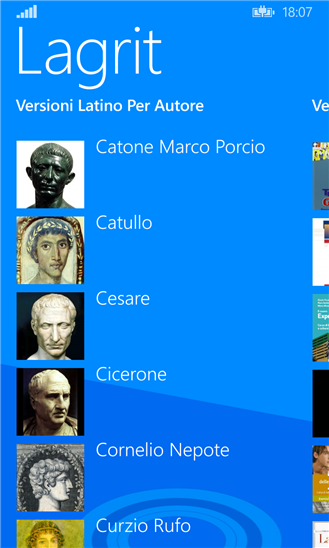 18:07
Lagrit
Versioni Latino Per Autore
Ve
Catone Marco Porcio
Catullo
Cesare
Cicerone
Cornelio Nepote
Curzio Rufo